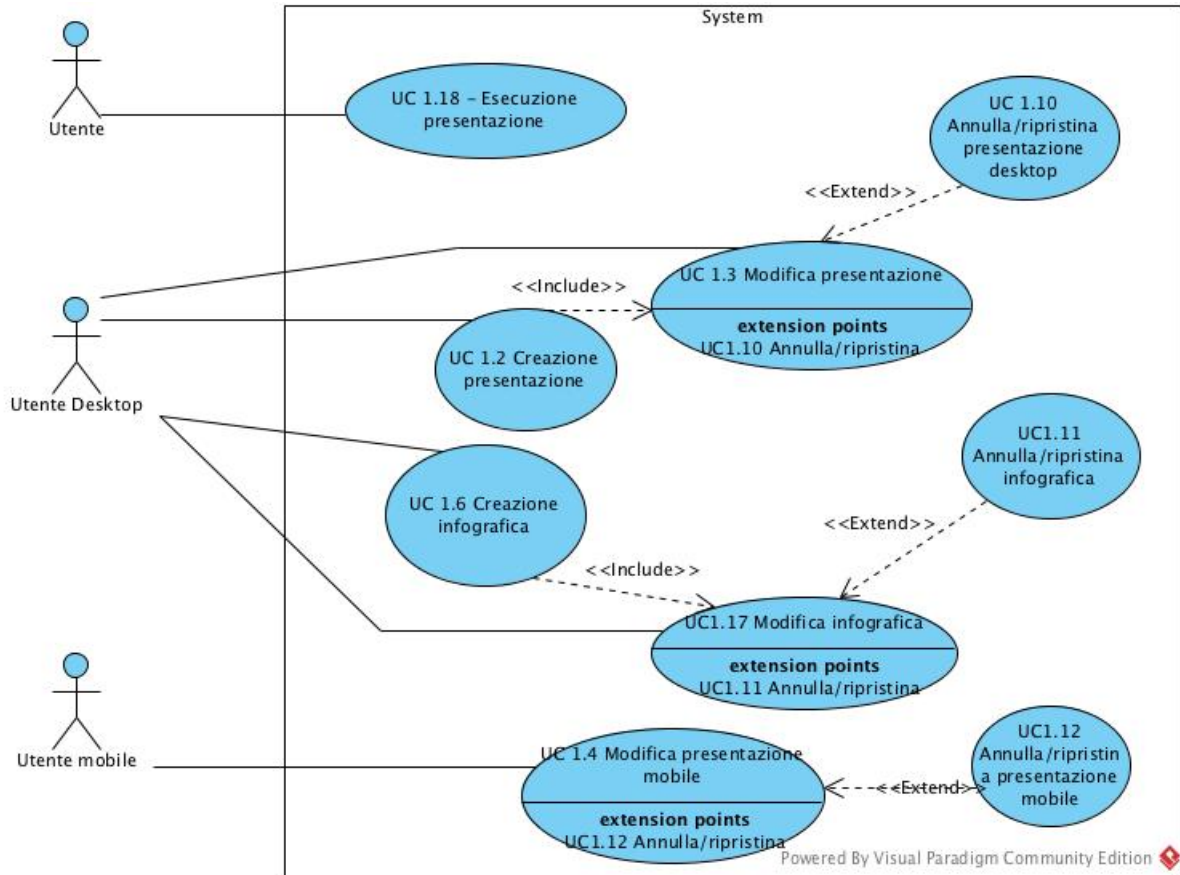 System
Utente
UC 1.18 - Esecuzione
presentazione
UC 1.10
Annulla/ripristina
presentazione
desktop
<<Extend>>
UC 1.3 Modifica presentazione
extension points
UC1.10 Annulla/ripristina
<<Include>>
Utente Desktop
UC 1.2 Creazione
presentazione
UC 1.6 Creazione
infografica
UC1.11
Annulla/ripristina
infografica
<<Extend>>
<<Include>>
UC1.17 Modifica infografica
extension points
UC1.11 Annulla/ripristina
Utente mobile
UC 1.4 Modifica presentazione
mobile
extension points
UC1.12 Annulla/ripristina
<<Extend>>
UC1.12
Annulla/ripristin
a presentazione
mobile
Powered By Visual Paradigm Community Edition